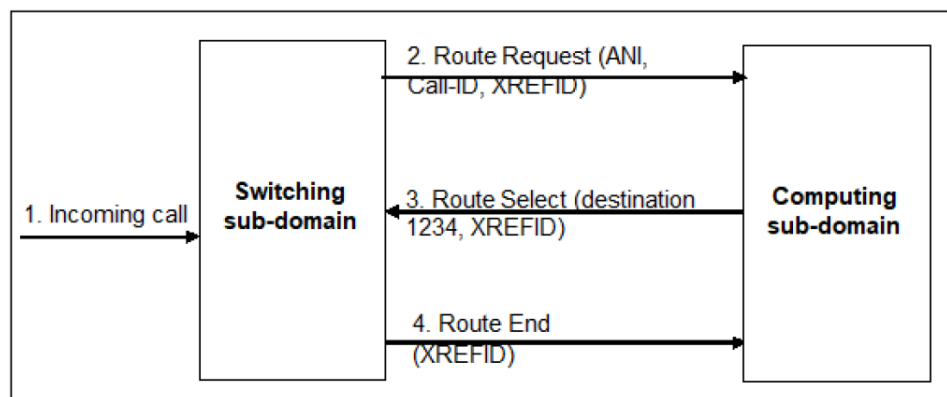 1. Incoming call
Switching
sub-domain
2. Route Request (ANI,
Call-ID, XREFID)
3. Route Select (destination
1234, XREFID)
4. Route End
(XREFID)
Computing
sub-domain